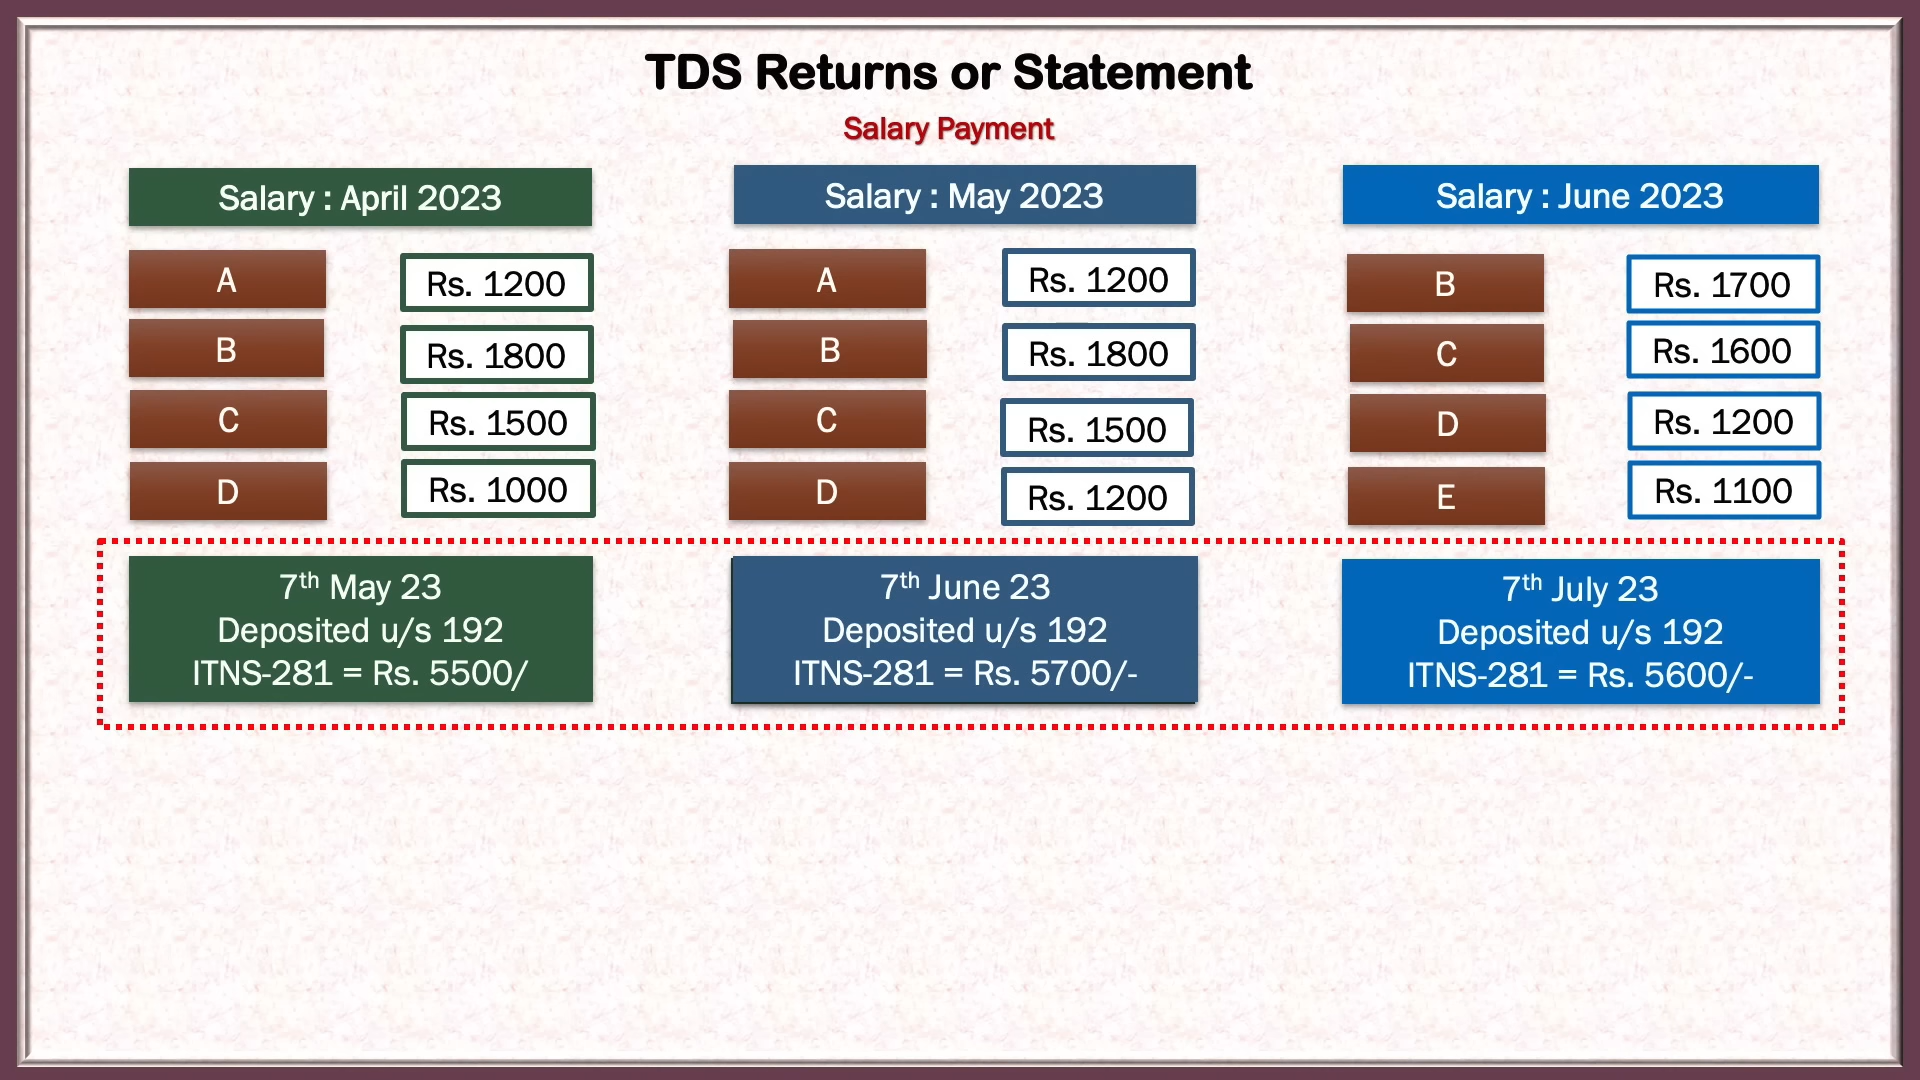 TDS Returns or Statement
Salary Payment
Salary : April 2023
A Rs. 1200
B Rs. 1800
C Rs. 1500
D Rs. 1000
7th May 23
Deposited u/s 192
ITNS-281 = Rs. 5500/
Salary : May 2023
A Rs. 1200
B Rs. 1800
C Rs. 1500
D Rs. 1200
7th June 23
Deposited u/s 192
ITNS-281 = Rs. 5700/-
Salary : June 2023
B Rs. 1700
C Rs. 1600
D Rs. 1200
E Rs. 1100
7th July 23
Deposited u/s 192
ITNS-281 = Rs. 5600/-